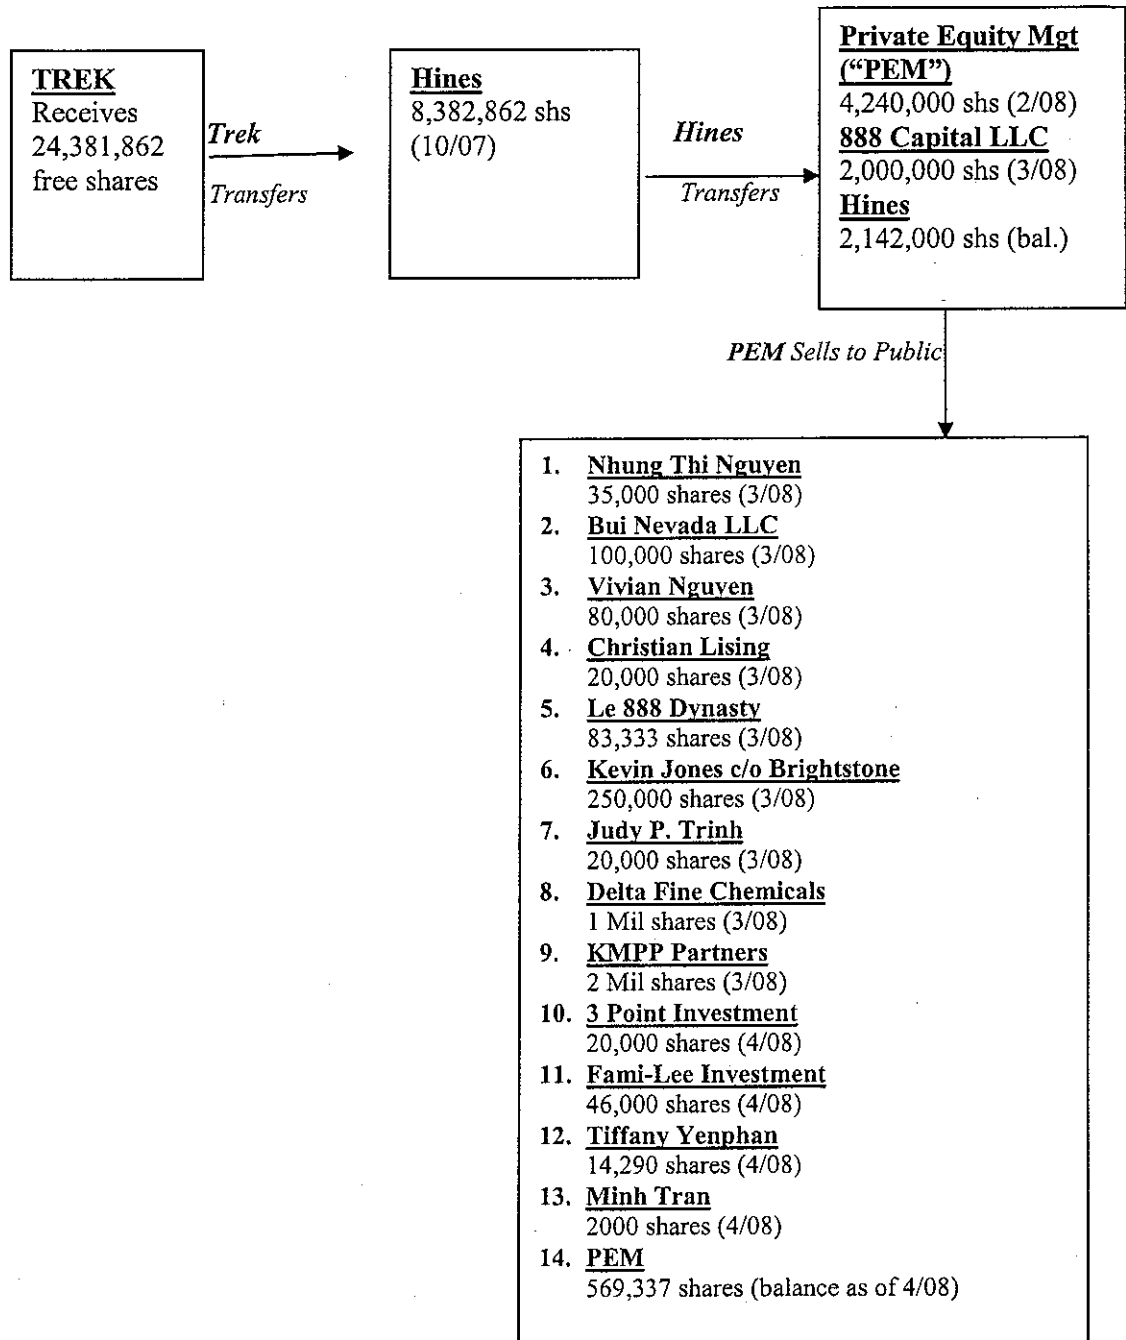 TREK
Receives
24,381,862
free shares
Trek
Transfers
Hines
8,382,862 shs
(10/07)
Hines
Transfers
Private Equity Mgt
(“PEM”)
4,240,000 shs (2/08)
888 Capital LLC
2,000,000 shs (3/08)
Hines
2,142,000 shs (bal.)
PEM Sells to Public
1. Nhung Thi Nguyen
35,000 shares (3/08)
2. Bui Nevada LLC
100,000 shares (3/08)
3. Vivian Nguyen
80,000 shares (3/08)
4. Christian Lising
20,000 shares (3/08)
5. Le 888 Dynasty
83,333 shares (3/08)
6. Kevin Jones c/o Brightstone
250,000 shares (3/08)
7. Judy P. Trinh
20,000 shares (3/08)
8. Delta Fine Chemicals
1 Mil shares (3/08)
9. KMPP Partners
2 Mil shares (3/08)
10. 3 Point Investment
20,000 shares (4/08)
11. Fami-Lee Investment
46,000 shares (4/08)
12. Tiffany Yenphan
14,290 shares (4/08)
13. Minh Tran
2000 shares (4/08)
14. PEM
569,337 shares (balance as of 4/08)